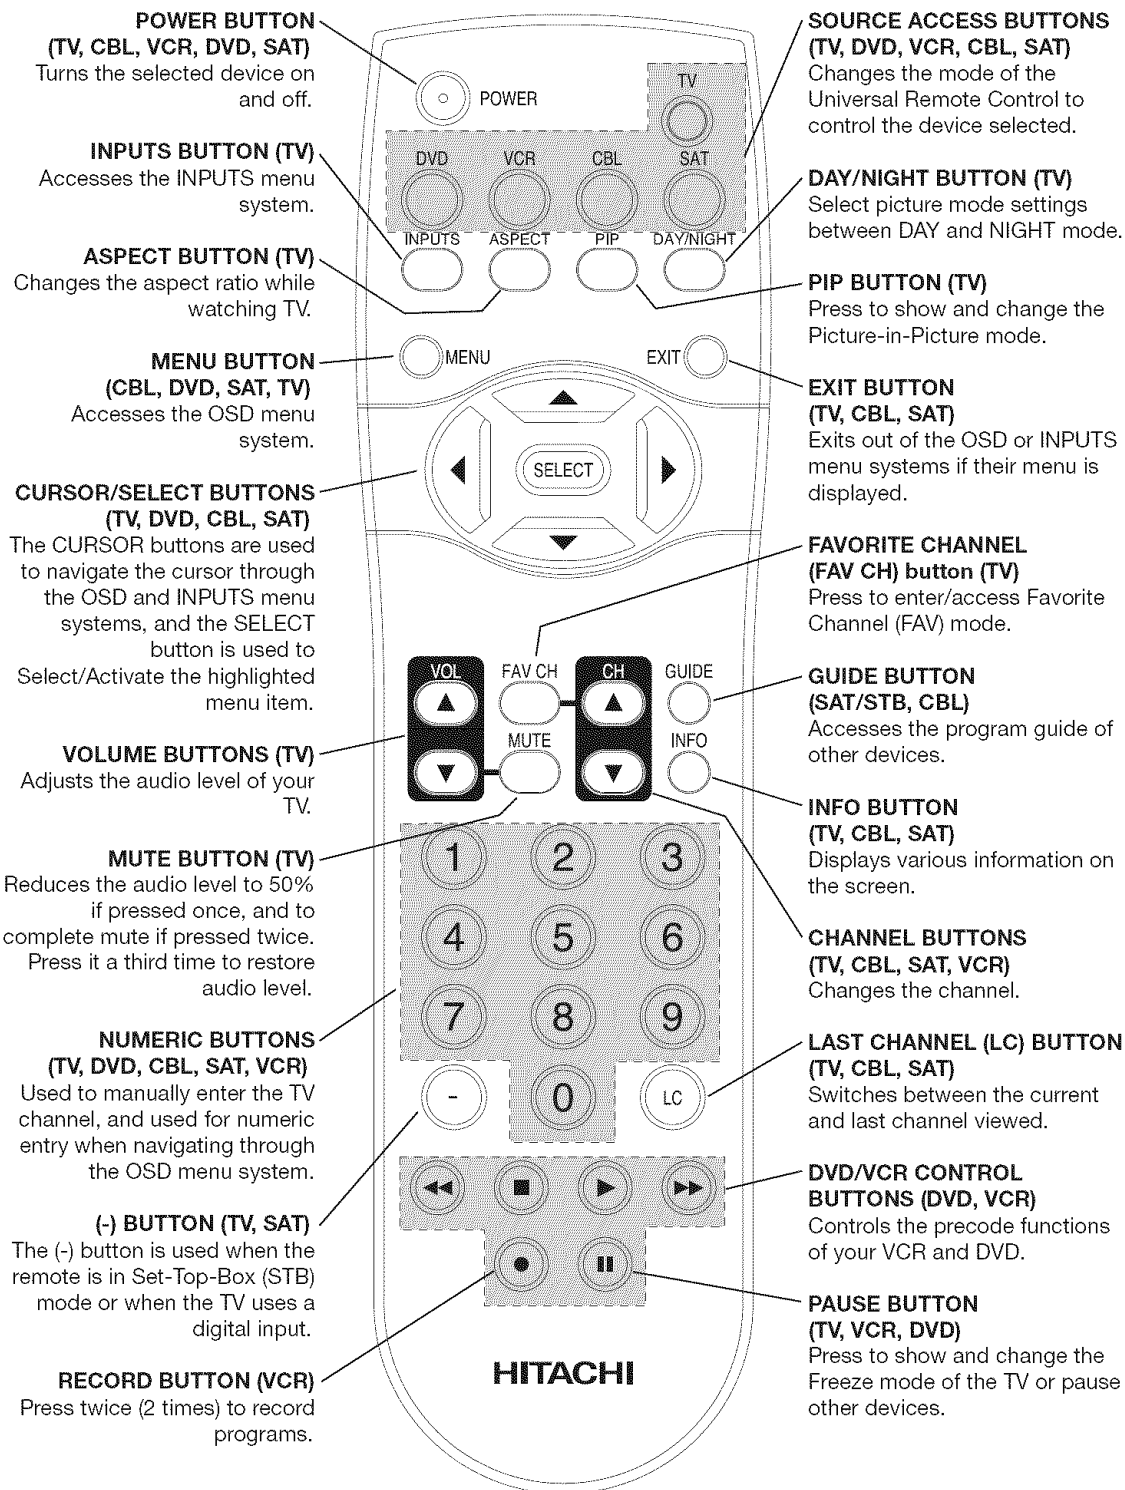 POWER BUTTON
(TV, CBL, VCR, DVD, SAT)
Turns the selected device on
and off.
INPUTS BUTTON (TV)
Accesses the INPUTS menu
system.
ASPECT BUTTON (TV)
Changes the aspect ratio while
watching TV.
MENU BUTTON
(CBL, DVD, SAT, TV)
Accesses the OSD menu
system.
CURSOR/SELECT BUTTONS
(TV, DVD, CBL, SAT)
The CURSOR buttons are used
to navigate the cursor through
the OSD and INPUTS menu
systems, and the SELECT
button is used to
Select/Activate the highlighted
menu item.
VOLUME BUTTONS (TV)
Adjusts the audio level of your
TV.
MUTE BUTTON (TV)
Reduces the audio level to 50%
if pressed once, and to
complete mute if pressed twice.
Press it a third time to restore
audio level.
NUMERIC BUTTONS
(TV, DVD, CBL, SAT, VCR)
Used to manually enter the TV
channel, and used for numeric
entry when navigating through
the OSD menu system.
(-) BUTTON (TV, SAT)
The (-) button is used when the
remote is in Set-Top-Box (STB)
mode or when the TV uses a
digital input.
RECORD BUTTON (VCR)
Press twice (2 times) to record
programs.
POWER
TV
DVD VCR CBL SAT
INPUTS ASPECT PIP DAY/NIGHT
MENU EXIT
SELECT
VOL FAV CH CH GUIDE
MUTE INFO
1 2 3
4 5 6
7 8 9
- 0 LC
HITACHI
SOURCE ACCESS BUTTONS
(TV, DVD, VCR, CBL, SAT)
Changes the mode of the
Universal Remote Control to
control the device selected.
DAY/NIGHT BUTTON (TV)
Select picture mode settings
between DAY and NIGHT mode.
PIP BUTTON (TV)
Press to show and change the
Picture-in-Picture mode.
EXIT BUTTON
(TV, CBL, SAT)
Exits out of the OSD or INPUTS
menu systems if their menu is
displayed.
FAVORITE CHANNEL
(FAV CH) button (TV)
Press to enter/access Favorite
Channel (FAV) mode.
GUIDE BUTTON
(SAT/STB, CBL)
Accesses the program guide of
other devices.
INFO BUTTON
(TV, CBL, SAT)
Displays various information on
the screen.
CHANNEL BUTTONS
(TV, CBL, SAT, VCR)
Changes the channel.
LAST CHANNEL (LC) BUTTON
(TV, CBL, SAT)
Switches between the current
and last channel viewed.
DVD/VCR CONTROL
BUTTONS (DVD, VCR)
Controls the precode functions
of your VCR and DVD.
PAUSE BUTTON
(TV, VCR, DVD)
Press to show and change the
Freeze mode of the TV or pause
other devices.